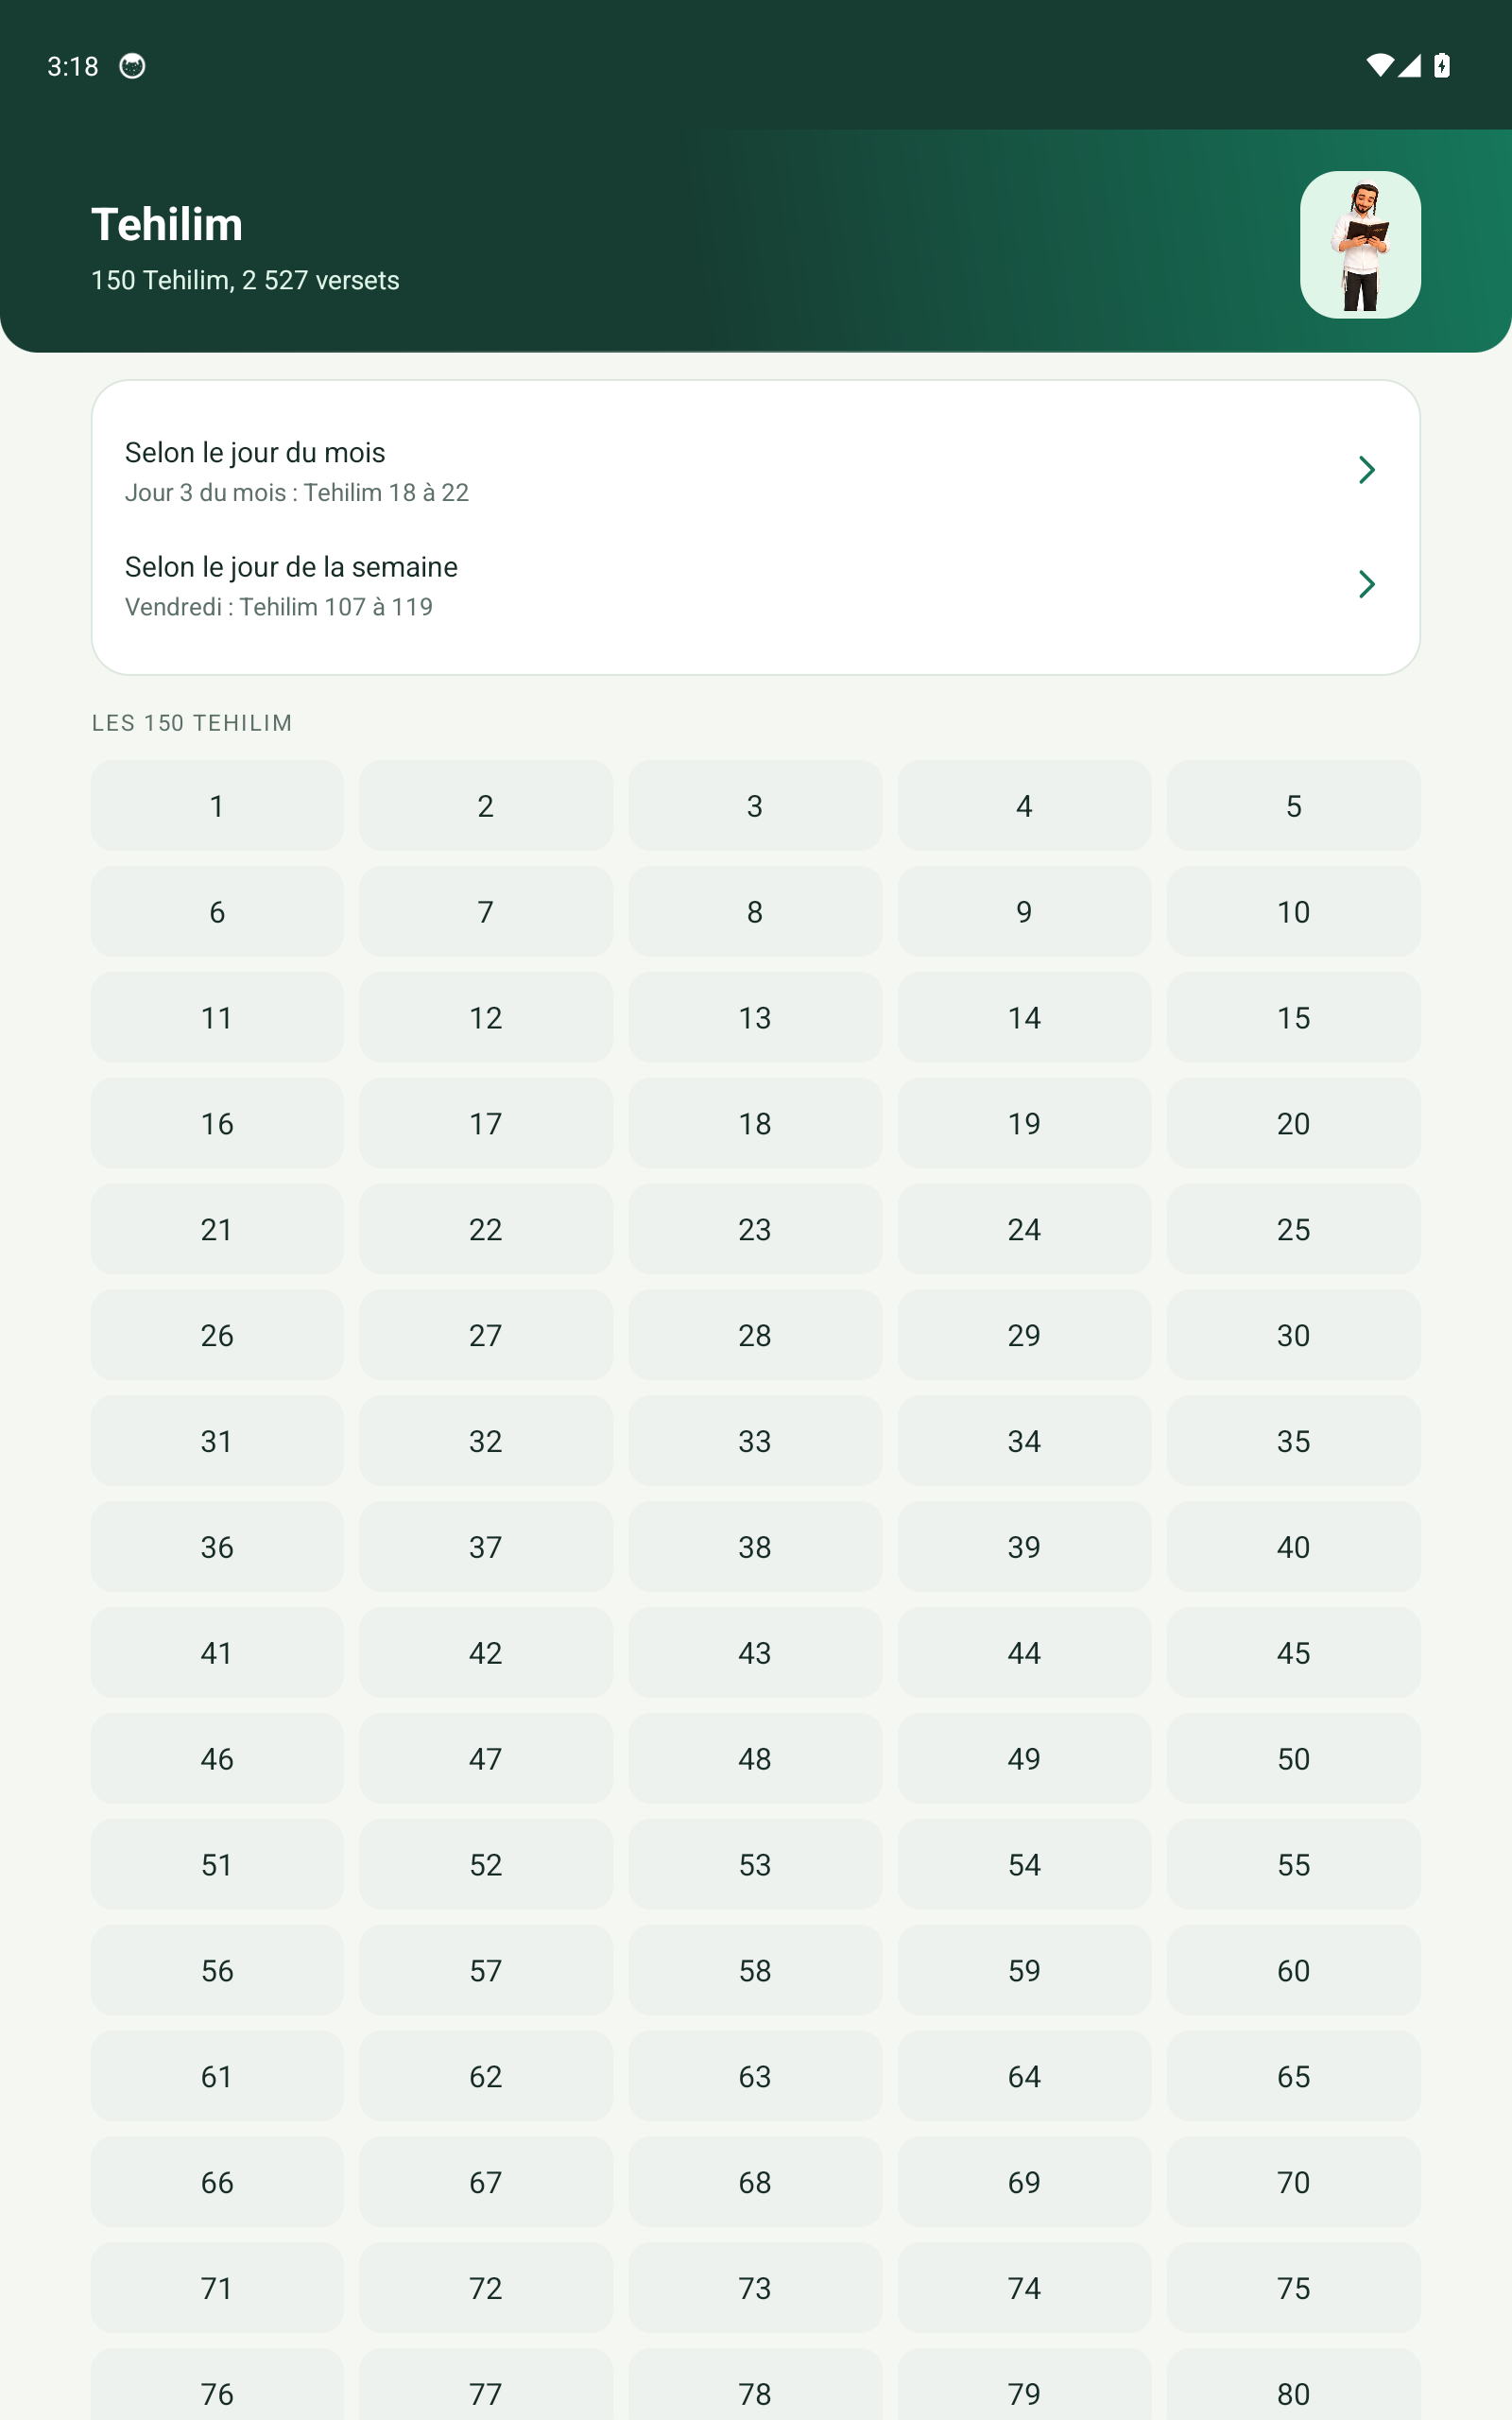 3:18
Tehilim
150 Tehilim, 2 527 versets
Selon le jour du mois
Jour 3 du mois : Tehilim 18 à 22
Selon le jour de la semaine
Vendredi : Tehilim 107 à 119
LES 150 TEHILIM
1 2 3 4 5
6 7 8 9 10
11 12 13 14 15
16 17 18 19 20
21 22 23 24 25
26 27 28 29 30
31 32 33 34 35
36 37 38 39 40
41 42 43 44 45
46 47 48 49 50
51 52 53 54 55
56 57 58 59 60
61 62 63 64 65
66 67 68 69 70
71 72 73 74 75
76 77 78 79 80